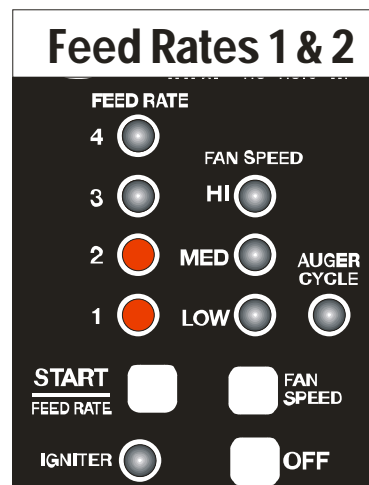 Feed Rates 1 & 2
FEED RATE
4
FAN SPEED
3 HI
2 MED AUGER
CYCLE
1 LOW
START
FEED RATE
FAN
SPEED
IGNITER
OFF